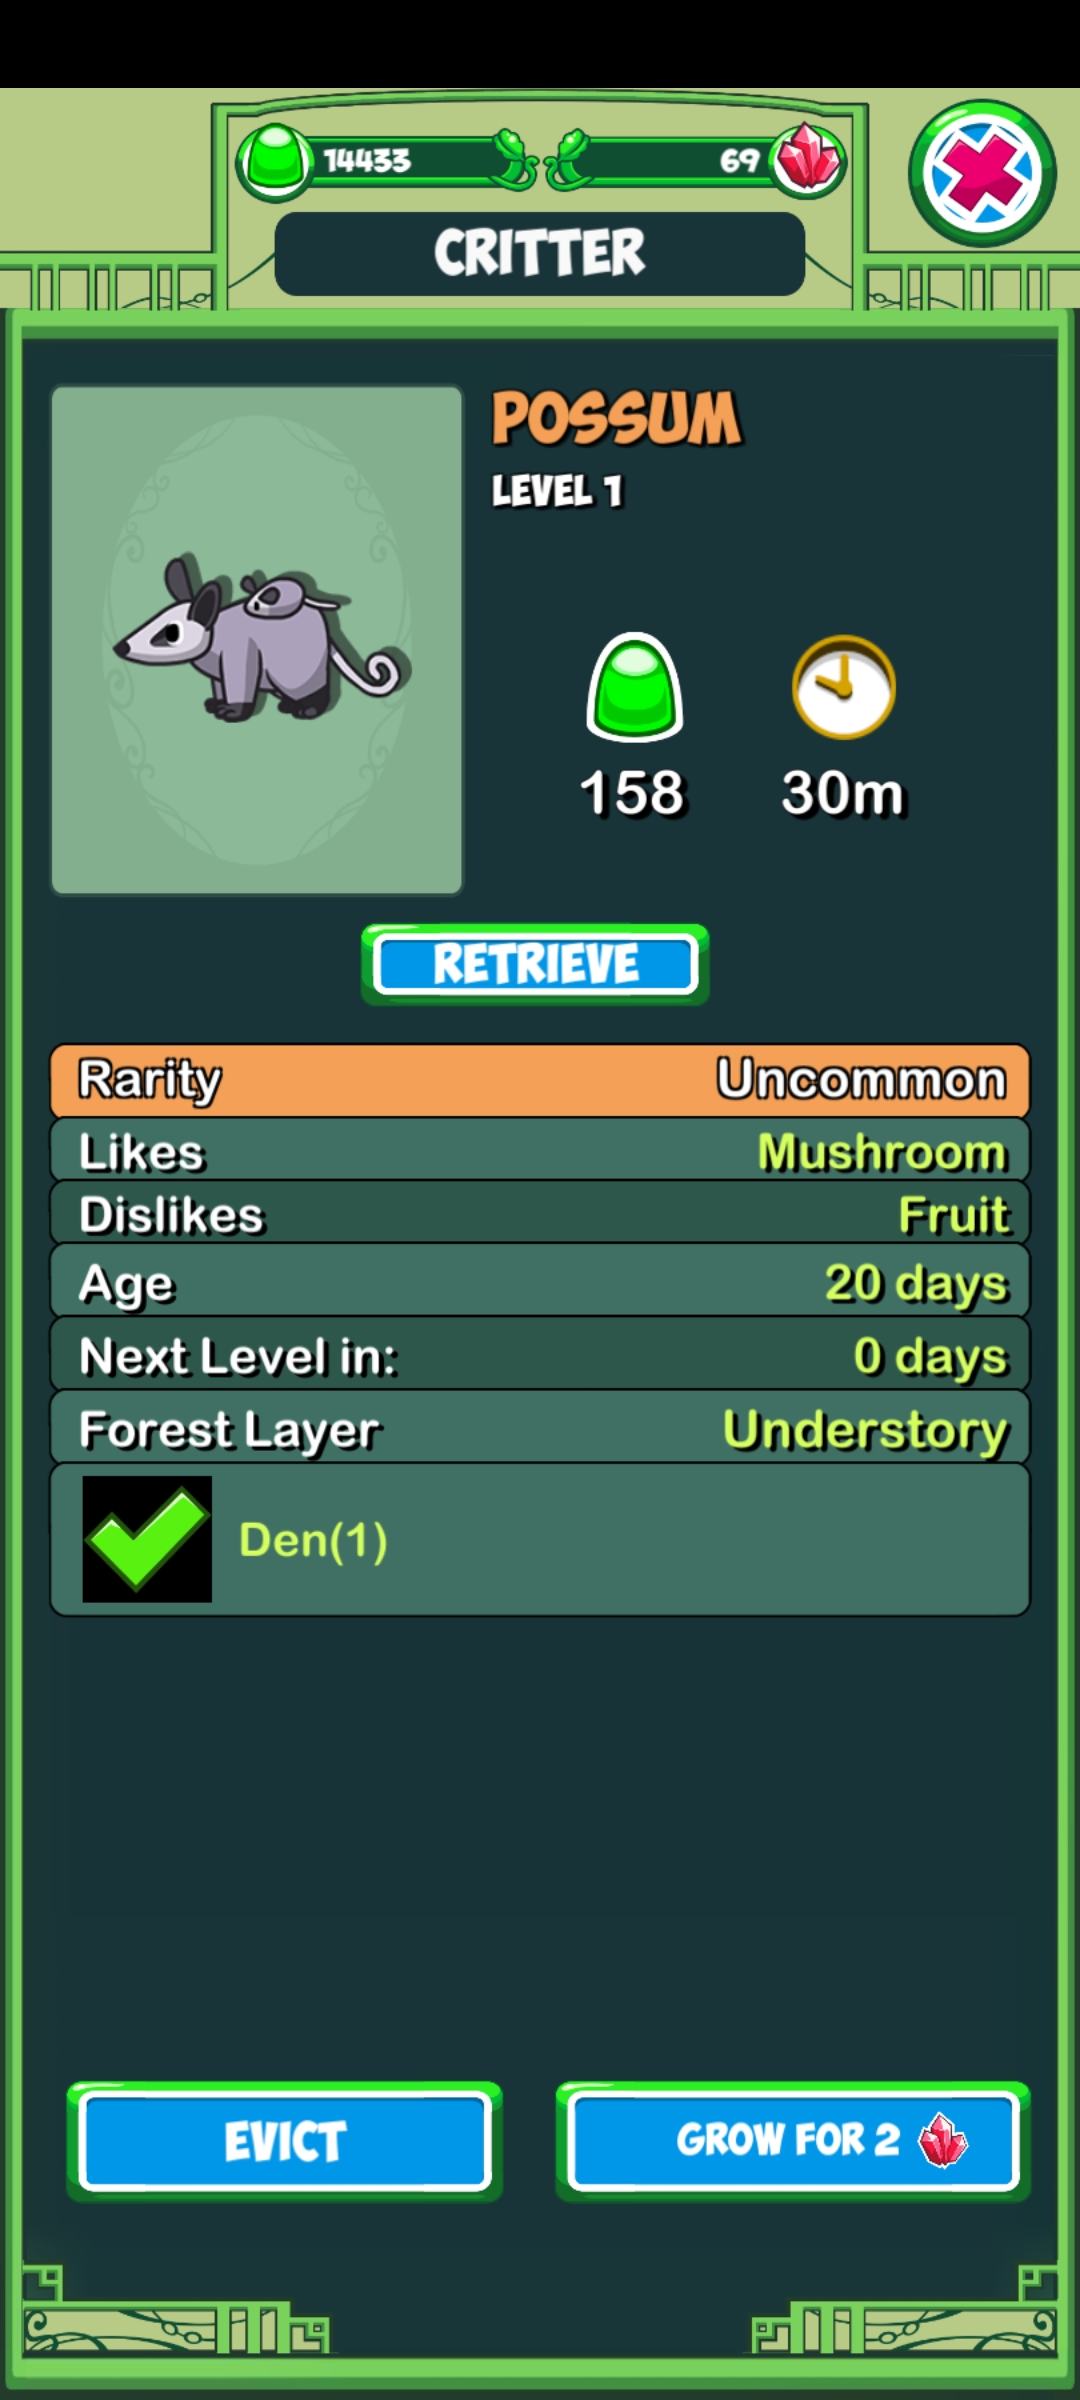 14433 69
CRITTER
POSSUM
LEVEL 1
158 30m
RETRIEVE
Rarity Uncommon
Likes Mushroom
Dislikes Fruit
Age 20 days
Next Level in: 0 days
Forest Layer Understory
Den(1)
EVICT GROW FOR 2